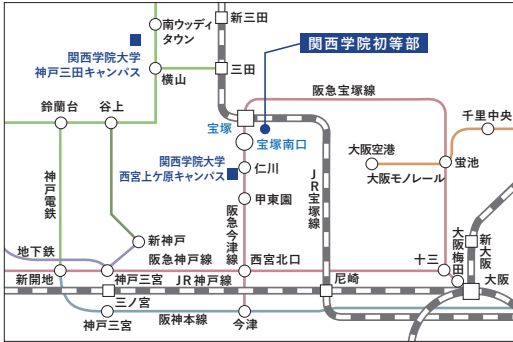 南ウッディ
タウン
新三田
関西学院大学
神戸三田キャンパス
関西学院初等部
横山
三田
阪急宝塚線
鈴蘭台
谷上
宝塚
宝塚南口
千里中央
大阪空港
蛍池
大阪モノレール
関西学院大学
西宮上ケ原キャンパス
仁川
甲東園
神戸電鉄
阪急今津線
JR宝塚線
新神戸
地下鉄
阪急神戸線
西宮北口
十三
大阪梅田
新大阪
新開地
神戸三宮
JR神戸線
尼崎
大阪
三ノ宮
神戸三宮
阪神本線
今津